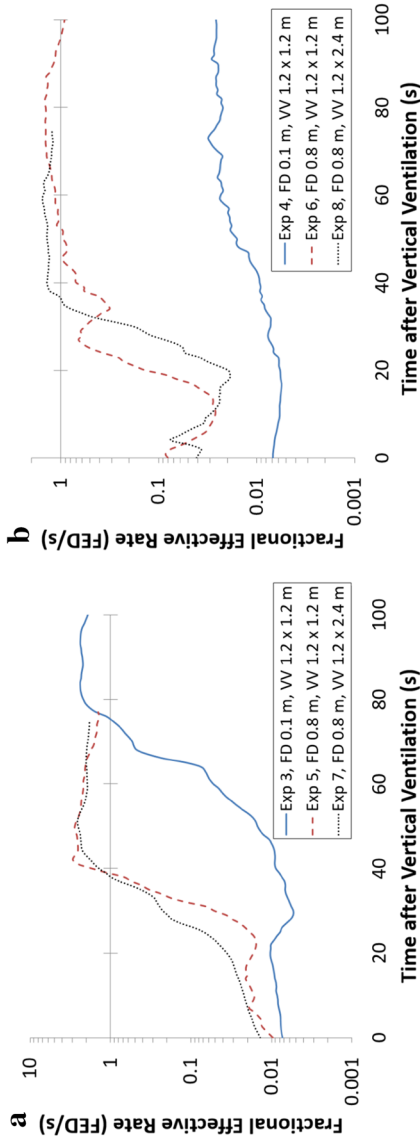 a
Fractional Effective Rate (FED/s)
10
1
0.1
0.01
0.001
0
20
40
60
80
100
Time after Vertical Ventilation (s)
Exp 3, FD 0.1 m, VV 1.2 x 1.2 m
Exp 5, FD 0.8 m, VV 1.2 x 1.2 m
Exp 7, FD 0.8 m, VV 1.2 x 2.4 m
b
Fractional Effective Rate (FED/s)
1
0.1
0.01
0.001
0
20
40
60
80
100
Time after Vertical Ventilation (s)
Exp 4, FD 0.1 m, VV 1.2 x 1.2 m
Exp 6, FD 0.8 m, VV 1.2 x 1.2 m
Exp 8, FD 0.8 m, VV 1.2 x 2.4 m